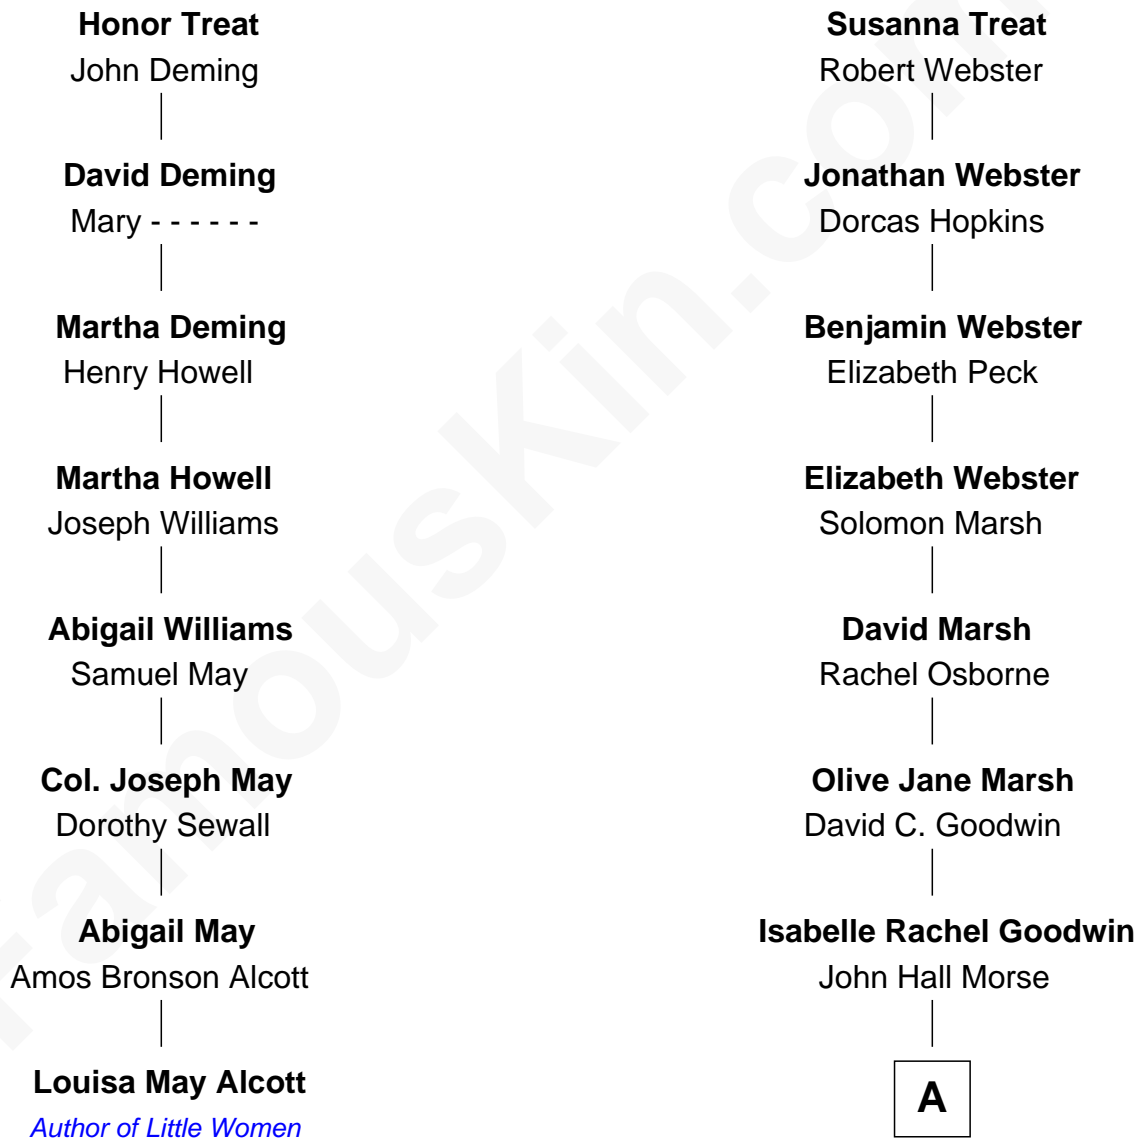 Honor Treat
John Deming
David Deming
Mary - - - - - -
Martha Deming
Henry Howell
Martha Howell
Joseph Williams
Abigail Williams
Samuel May
Col. Joseph May
Dorothy Sewall
Abigail May
Amos Bronson Alcott
Louisa May Alcott
Author of Little Women
Susanna Treat
Robert Webster
Jonathan Webster
Dorcas Hopkins
Benjamin Webster
Elizabeth Peck
Elizabeth Webster
Solomon Marsh
David Marsh
Rachel Osborne
Olive Jane Marsh
David C. Goodwin
Isabelle Rachel Goodwin
John Hall Morse
A
FamousKin.com